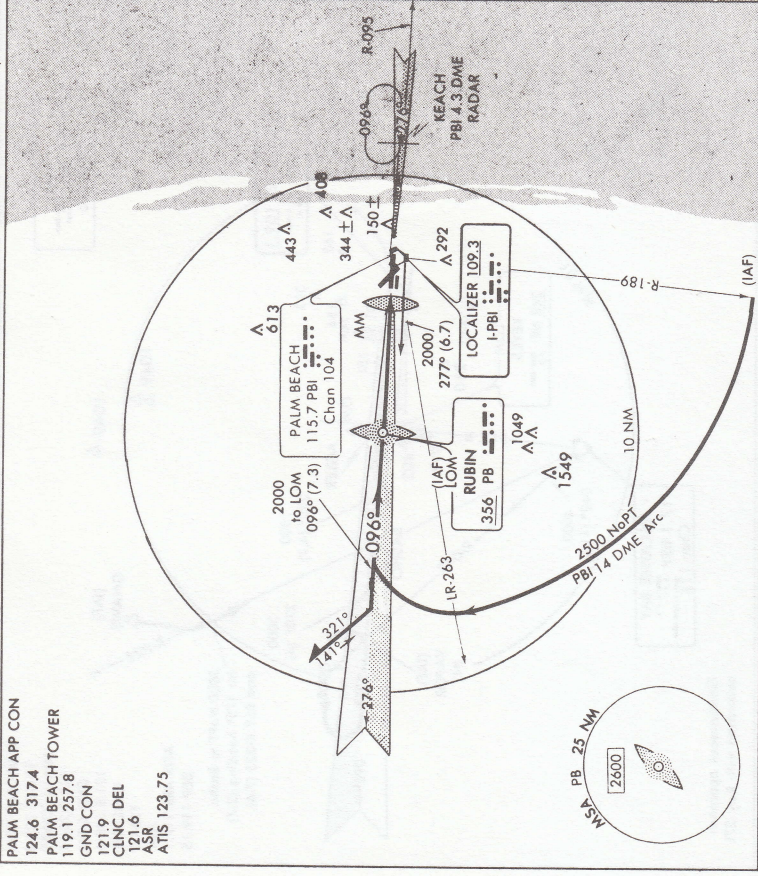 PALM BEACH APP CON
124.6 317.4
PALM BEACH TOWER
119.1 257.8
GND CON
121.9
CLNC DEL
121.6
ASR
ATIS 123.75
R-095
096°
276°
KEACH
PBI 4.3 DME
RADAR
408
443
344 ±
150 ±
292
613
MM
PALM BEACH
115.7 PBI
Chan 104
LOCALIZER 109.3
I-PBI
2000
277° (6.7)
R-189
(IAF)
2000
to LOM
096° (7.3)
096°
(IAF)
LOM
RUBIN
356 PB
1049
1549
10 NM
LR-263
2500 NoPT
PBI 14 DME Arc
321°
141°
276°
MSA PB 25 NM
2600